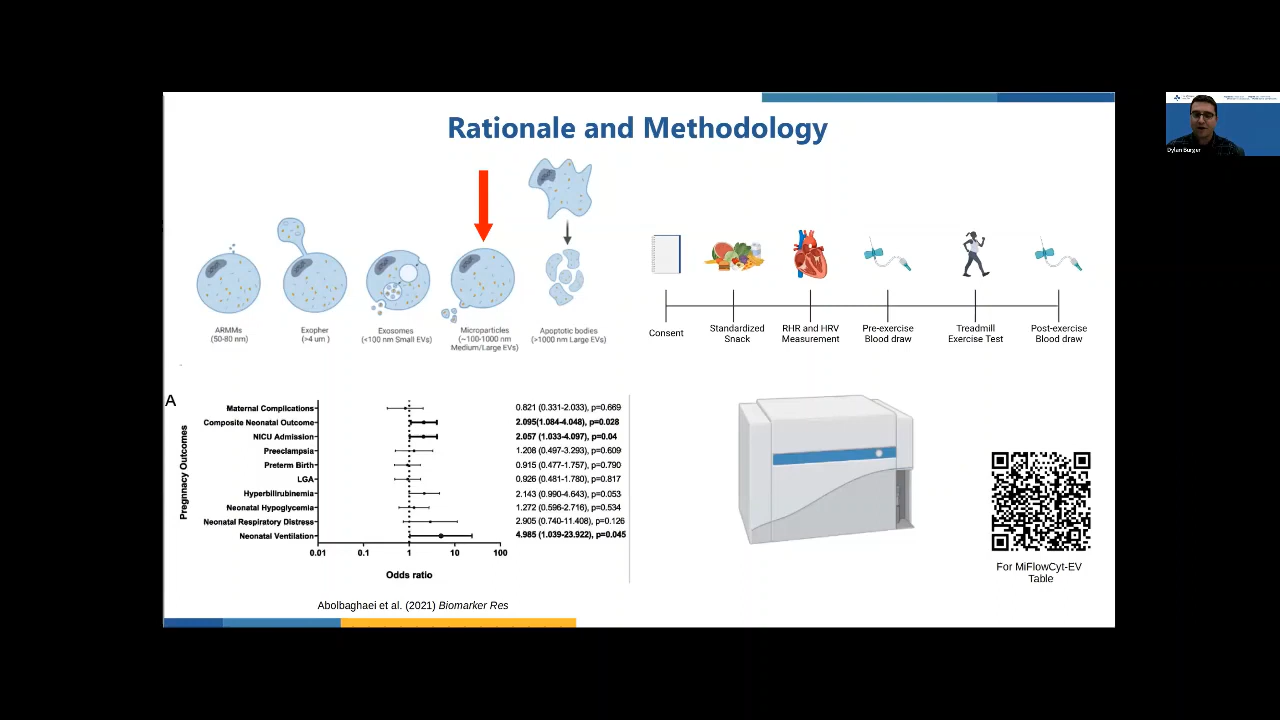 Rationale and Methodology
Dylan Burger
ARMMs
(50-80 nm)
Exopher
(>4 um )
Exosomes
(<100 nm Small EVs)
Microparticles
(~100-1000 nm
Medium/Large EVs)
Apoptotic bodies
(>1000 nm Large EVs)
Consent
Standardized
Snack
RHR and HRV
Measurement
Pre-exercise
Blood draw
Treadmill
Exercise Test
Post-exercise
Blood draw
A
Pregnancy Outcomes
Maternal Complications 0.821 (0.331-2.033), p=0.669
Composite Neonatal Outcome 2.095(1.084-4.048), p=0.028
NICU Admission 2.057 (1.033-4.097), p=0.04
Preeclampsia 1.208 (0.497-3.293), p=0.609
Preterm Birth 0.915 (0.477-1.757), p=0.790
LGA 0.926 (0.481-1.780), p=0.817
Hyperbilirubinemia 2.143 (0.990-4.643), p=0.053
Neonatal Hypoglycemia 1.272 (0.596-2.716), p=0.534
Neonatal Respiratory Distress 2.905 (0.740-11.408), p=0.126
Neonatal Ventilation 4.985 (1.039-23.922), p=0.045
0.01 0.1 1 10 100
Odds ratio
Abolbaghaei et al. (2021) Biomarker Res
For MiFlowCyt-EV
Table